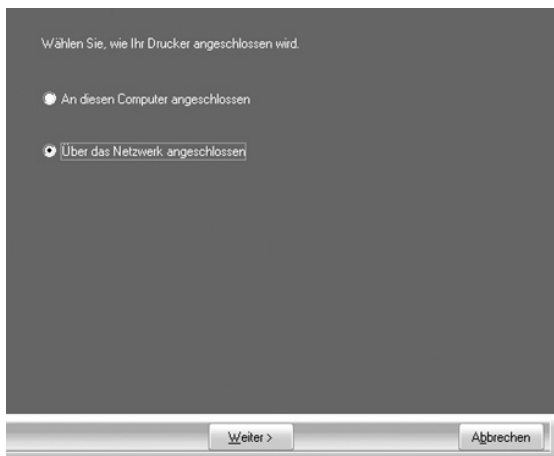 Wählen Sie, wie Ihr Drucker angeschlossen wird.
An diesen Computer angeschlossen
Über das Netzwerk angeschlossen
Weiter >
Abbrechen